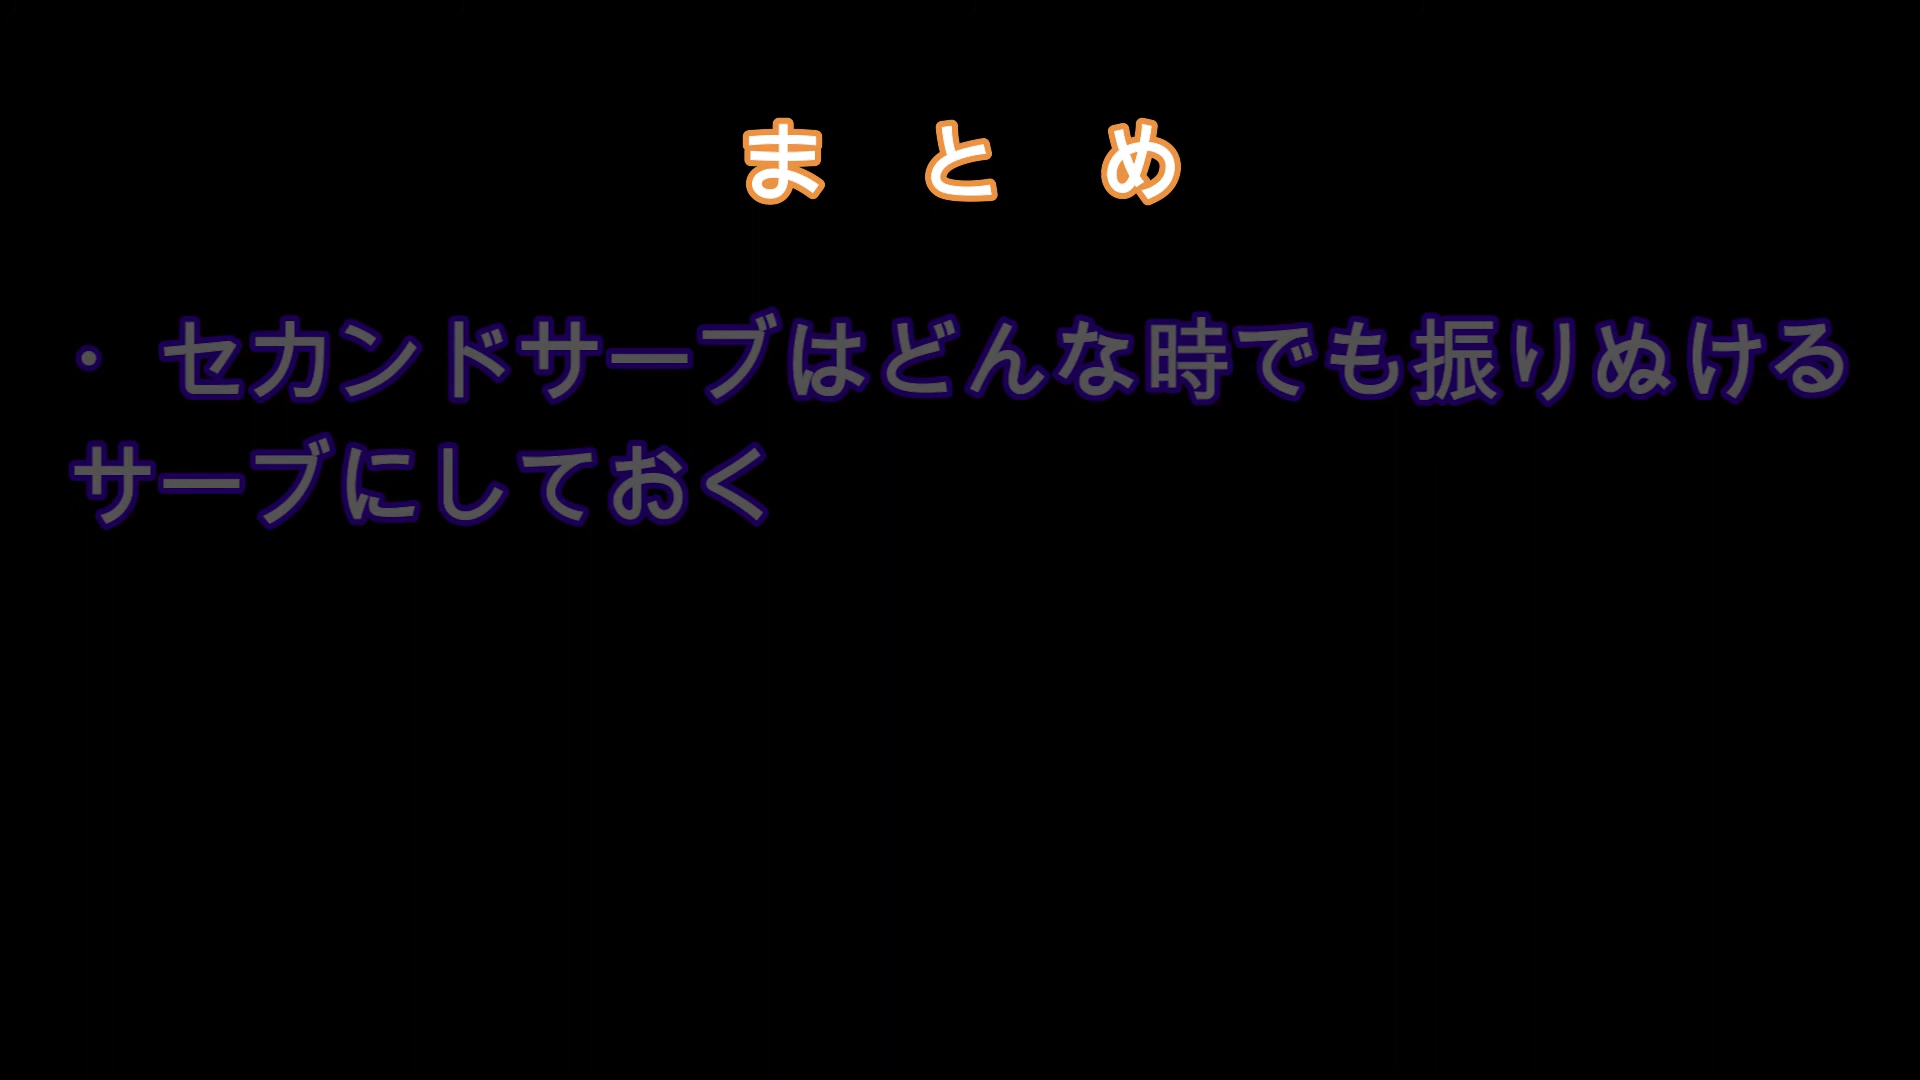 まとめ
・セカンドサーブはどんな時でも振りぬける
サーブにしておく